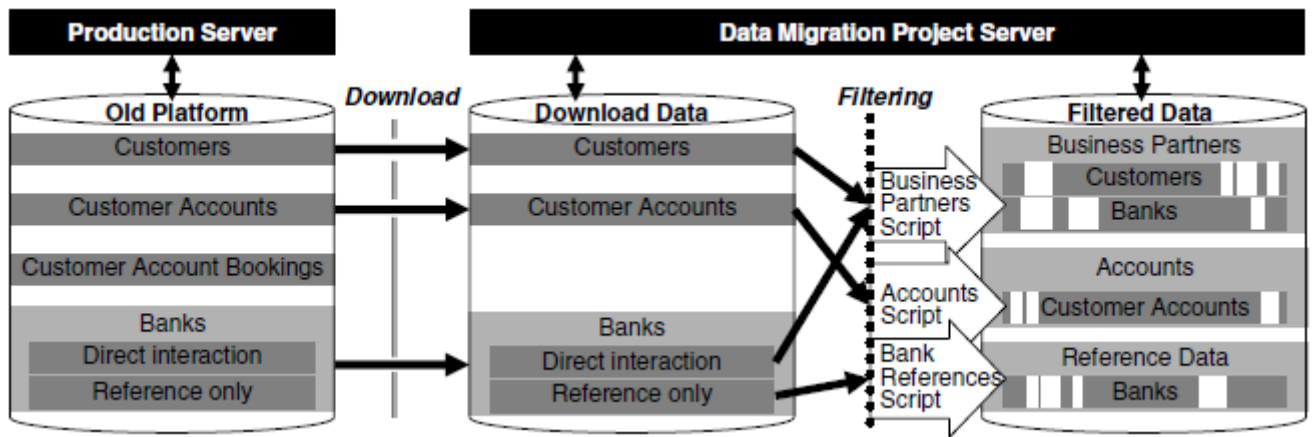 Production Server
Data Migration Project Server
Download
Filtering
Old Platform
Customers
Customer Accounts
Customer Account Bookings
Banks
Direct interaction
Reference only
Download Data
Customers
Customer Accounts
Banks
Direct interaction
Reference only
Business
Partners
Script
Accounts
Script
Bank
References
Script
Filtered Data
Business Partners
Customers
Banks
Accounts
Customer Accounts
Reference Data
Banks